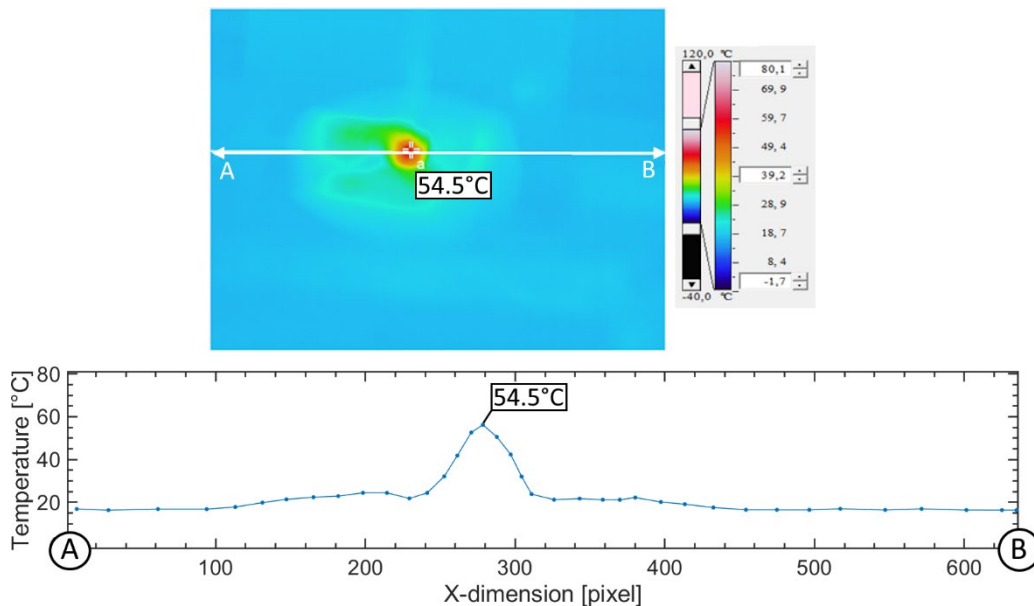 120,0 °C
80,1
69,9
59,7
49,4
39,2
28,9
18,7
8,4
-1,7
-40,0 °C
A
B
a
54.5°C
80
60
40
20
Temperature [°C]
54.5°C
A
100
200
300
400
500
600
B
X-dimension [pixel]